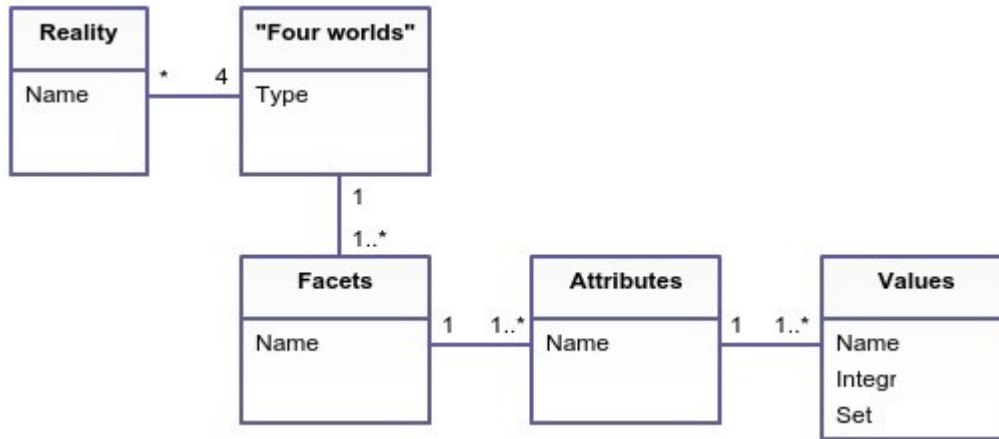 Reality
"Four worlds"
Name
* 4
Type
1
1..*
Facets
Attributes
Values
Name
1 1..*
Name
1 1..*
Name
Integr
Set